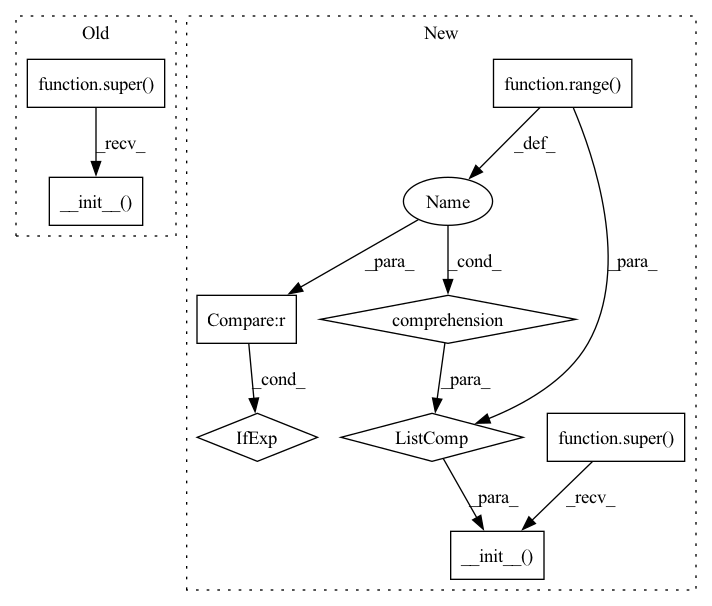 Old
New
function.super()
function.range()
_recv_
_def_
__init__()
Name
_para_
_cond_
_para_
Compare:r
comprehension
_cond_
_para_
IfExp
ListComp
function.super()
_para_
_recv_
__init__()